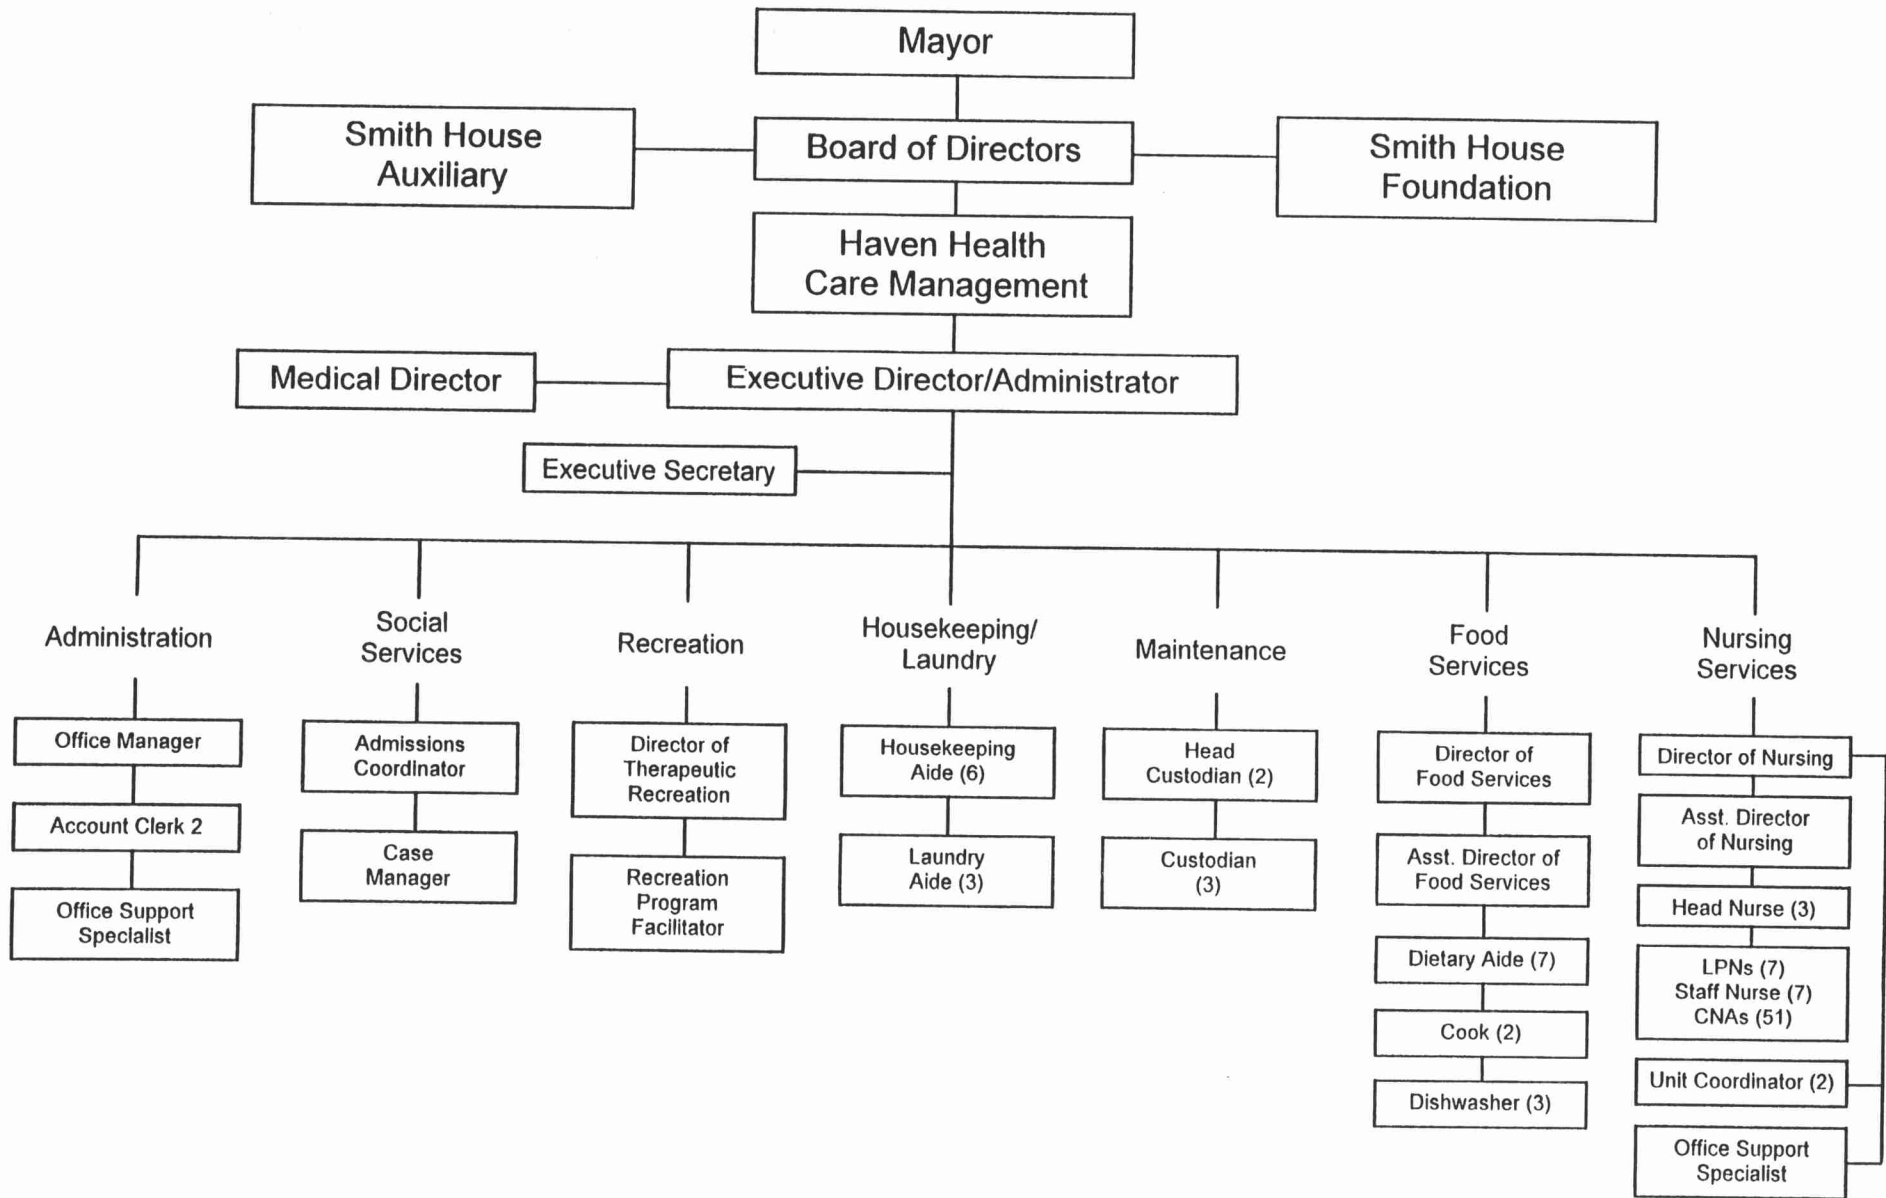 Mayor
Smith House
Auxiliary
Board of Directors
Smith House
Foundation
Haven Health
Care Management
Medical Director
Executive Director/Administrator
Executive Secretary
Administration
Social
Services
Recreation
Housekeeping/
Laundry
Maintenance
Food
Services
Nursing
Services
Office Manager
Account Clerk 2
Office Support
Specialist
Admissions
Coordinator
Case
Manager
Director of
Therapeutic
Recreation
Recreation
Program
Facilitator
Housekeeping
Aide (6)
Laundry
Aide (3)
Head
Custodian (2)
Custodian
(3)
Director of
Food Services
Asst. Director of
Food Services
Dietary Aide (7)
Cook (2)
Dishwasher (3)
Director of Nursing
Asst. Director
of Nursing
Head Nurse (3)
LPNs (7)
Staff Nurse (7)
CNAs (51)
Unit Coordinator (2)
Office Support
Specialist